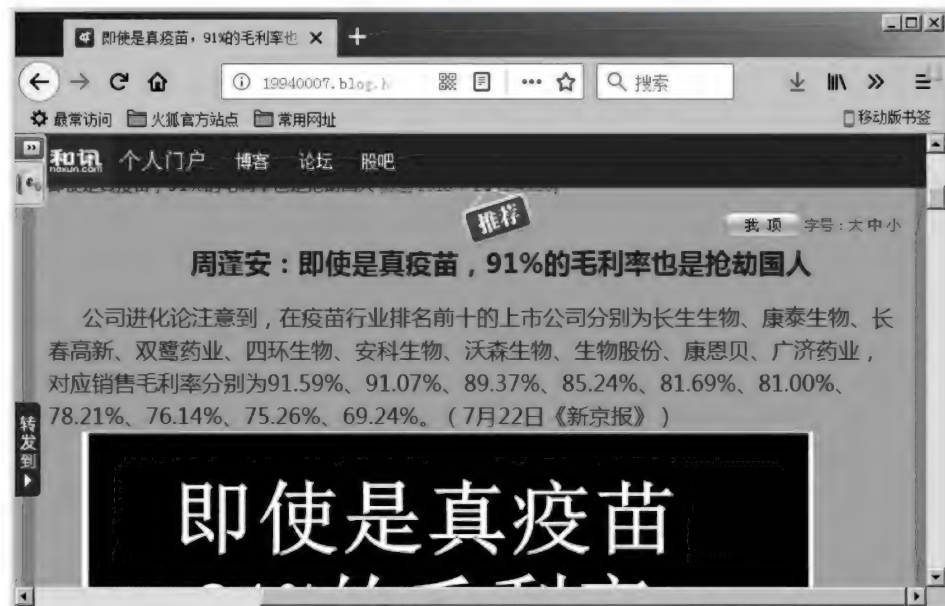 即使是真疫苗，91%的毛利率也
19940007.blog.h
搜索
最常访问 火狐官方站点 常用网址
移动版书签
和讯 个人门户 博客 论坛 股吧
hexun.com
推荐
我 顶 字号：大 中 小
周蓬安：即使是真疫苗，91%的毛利率也是抢劫国人
公司进化论注意到，在疫苗行业排名前十的上市公司分别为长生生物、康泰生物、长
春高新、双鹭药业、四环生物、安科生物、沃森生物、生物股份、康恩贝、广济药业，
对应销售毛利率分别为91.59%、91.07%、89.37%、85.24%、81.69%、81.00%、
78.21%、76.14%、75.26%、69.24%。（7月22日《新京报》）
转发到
即使是真疫苗